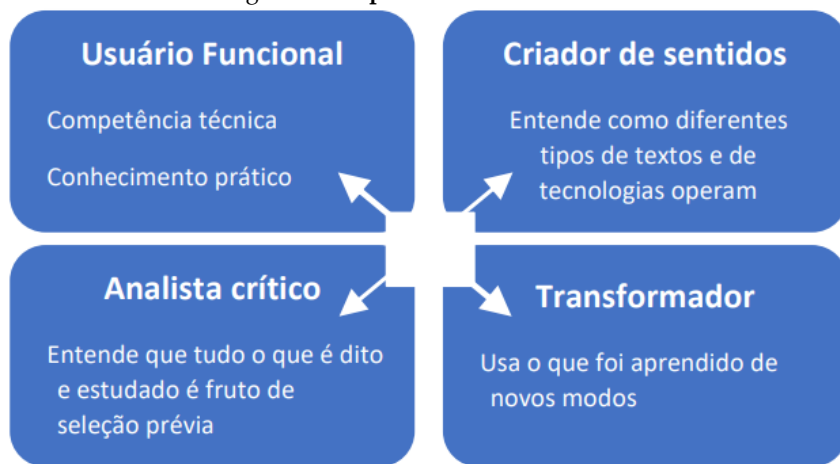 Usuário Funcional
Competência técnica
Conhecimento prático
Criador de sentidos
Entende como diferentes
tipos de textos e de
tecnologias operam
Analista crítico
Entende que tudo o que é dito
e estudado é fruto de
seleção prévia
Transformador
Usa o que foi aprendido de
novos modos